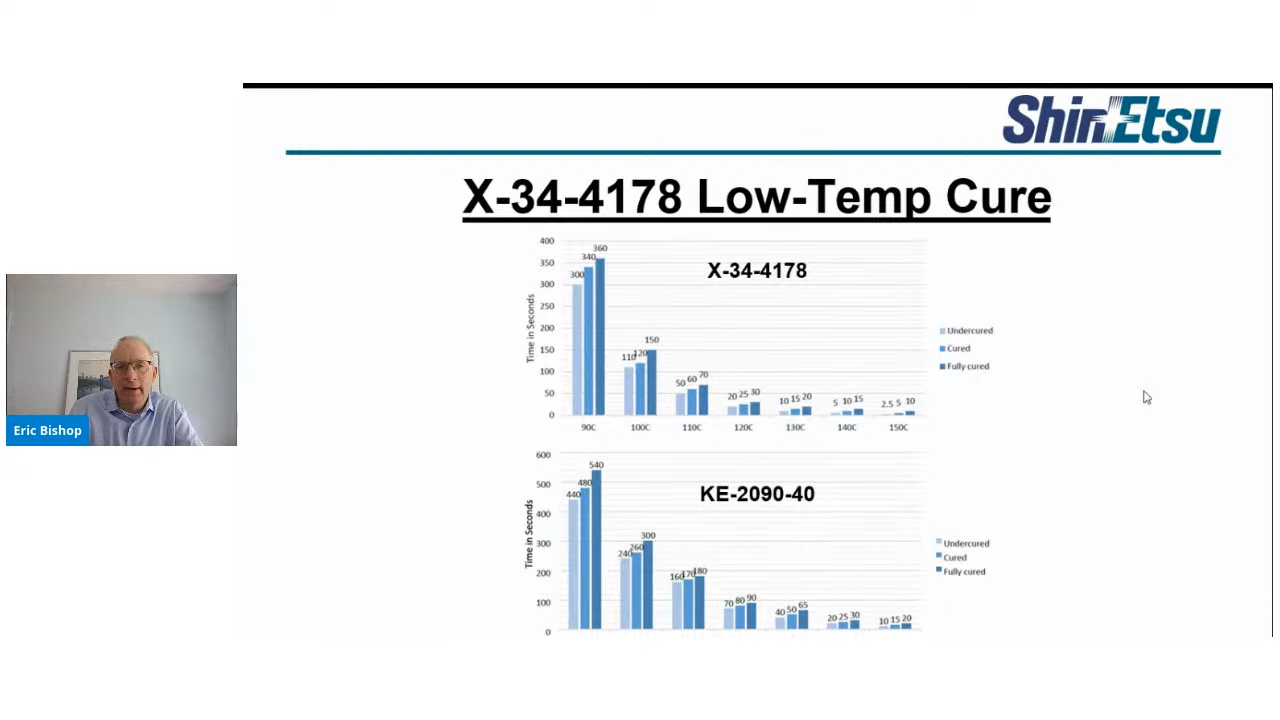 ShinEtsu
X-34-4178 Low-Temp Cure
X-34-4178
Time in Seconds
400
350
300
250
200
150
100
50
0
300 340 360
110 120 150
50 60 70
20 25 30
10 15 20
5 10 15
2.5 5 10
90C 100C 110C 120C 130C 140C 150C
Undercured
Cured
Fully cured
Eric Bishop
KE-2090-40
Time in Seconds
600
500
400
300
200
100
0
440 480 540
240 260 300
160 170 180
70 80 90
40 50 65
20 25 30
10 15 20
Undercured
Cured
Fully cured